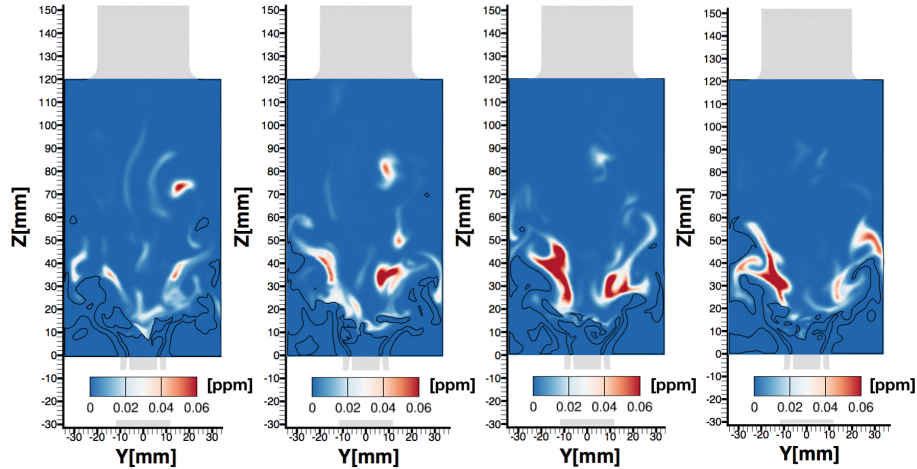 150 150 150 150
140 140 140 140
130 130 130 130
120 120 120 120
110 110 110 110
100 100 100 100
90 90 90 90
80 80 80 80
70 70 70 70
Z[mm] Z[mm] Z[mm] Z[mm]
60 60 60 60
50 50 50 50
40 40 40 40
30 30 30 30
20 20 20 20
10 10 10 10
0 0 0 0
-10 [ppm] -10 [ppm] -10 [ppm] -10 [ppm]
-20 0 0.02 0.04 0.06 -20 0 0.02 0.04 0.06 -20 0 0.02 0.04 0.06 -20 0 0.02 0.04 0.06
-30 -30 -30 -30
-30 -20 -10 0 10 20 30 -30 -20 -10 0 10 20 30 -30 -20 -10 0 10 20 30 -30 -20 -10 0 10 20 30
Y[mm] Y[mm] Y[mm] Y[mm]